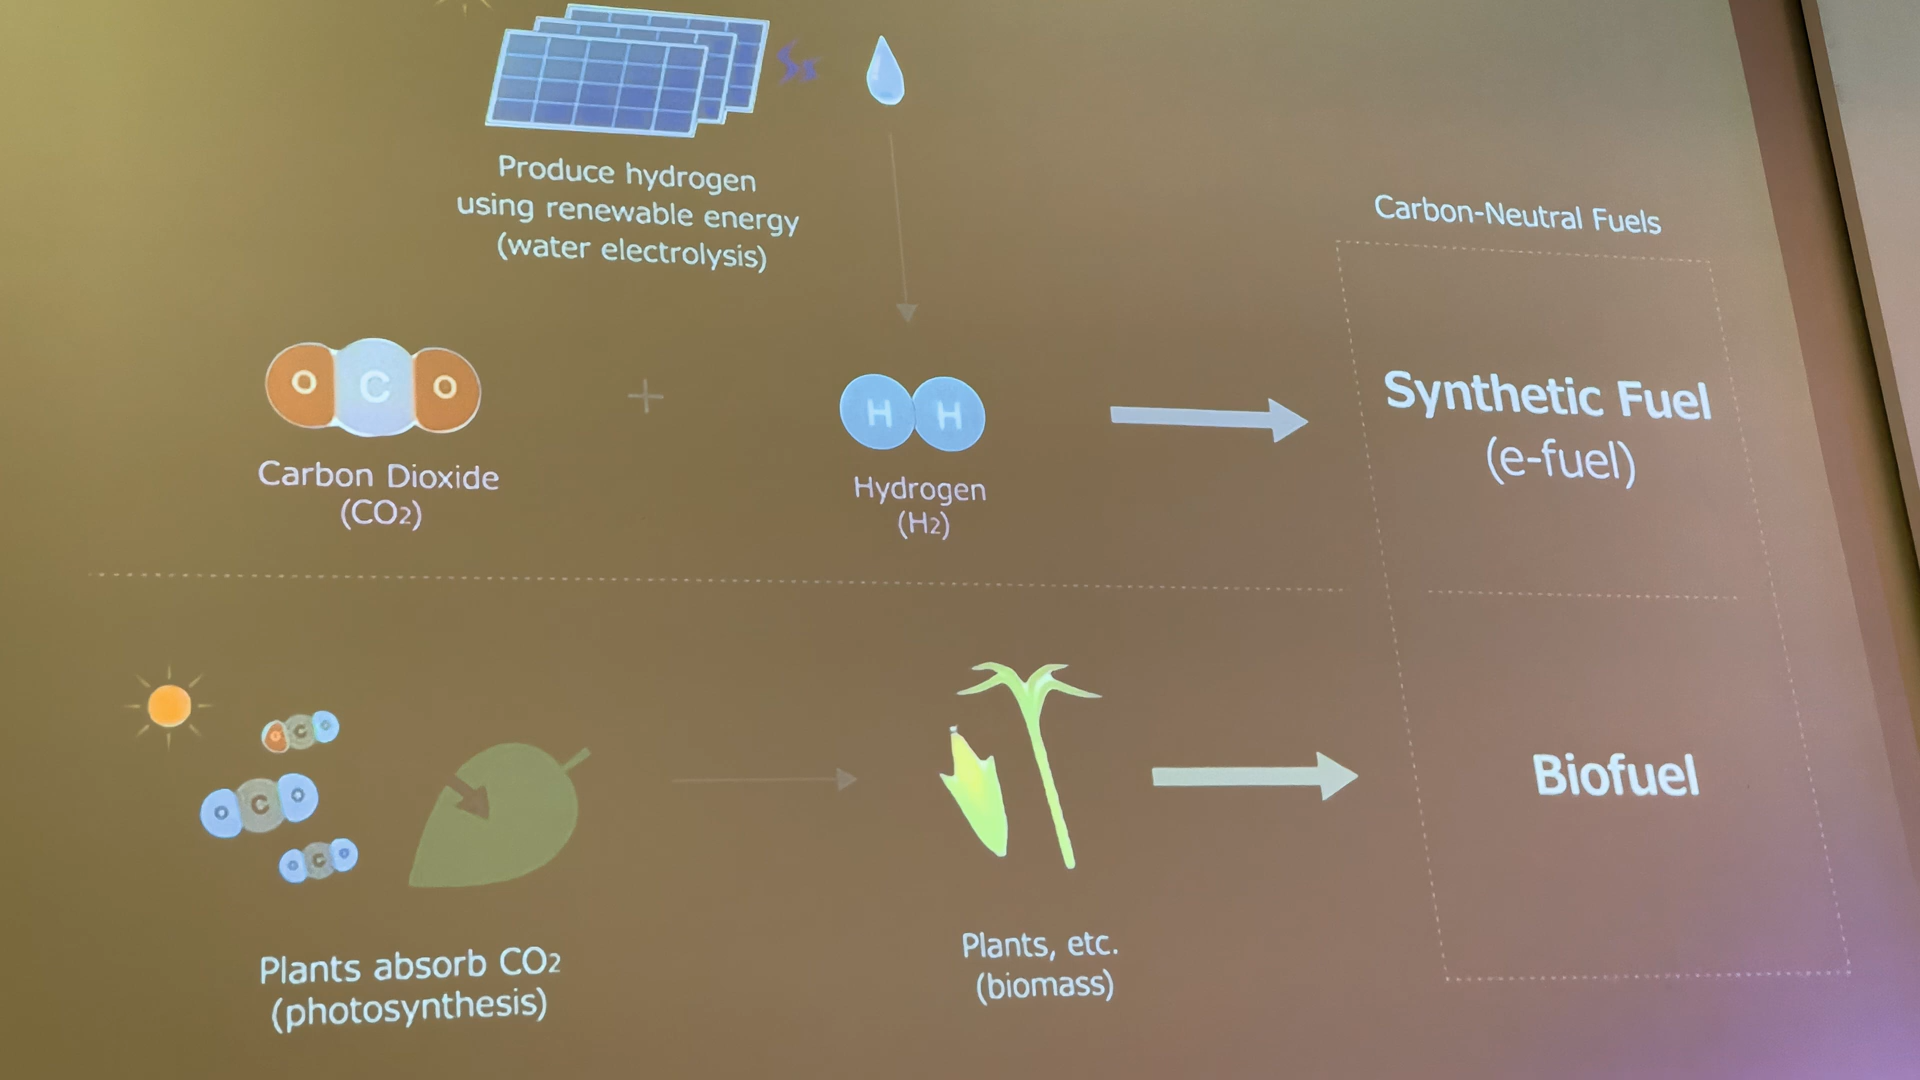 Produce hydrogen
using renewable energy
(water electrolysis)
Carbon-Neutral Fuels
O C O
+
H H
Carbon Dioxide
(CO2)
Hydrogen
(H2)
Synthetic Fuel
(e-fuel)
O C O
O C O
O C O
Plants absorb CO2
(photosynthesis)
Plants, etc.
(biomass)
Biofuel